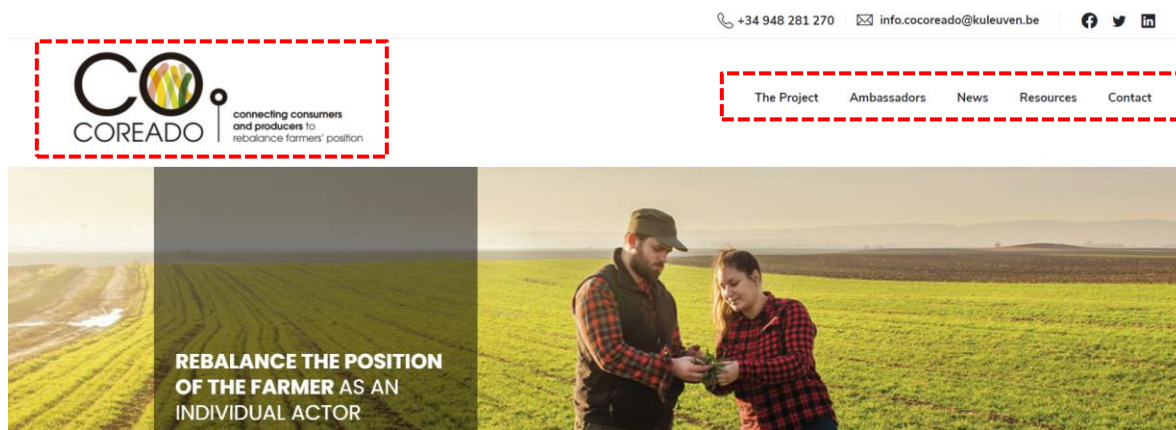 +34 948 281 270 info.cocoreado@kuleuven.be
CO.
COREADO
connecting consumers
and producers to
rebalance farmers' position
The Project Ambassadors News Resources Contact
REBALANCE THE POSITION
OF THE FARMER AS AN
INDIVIDUAL ACTOR